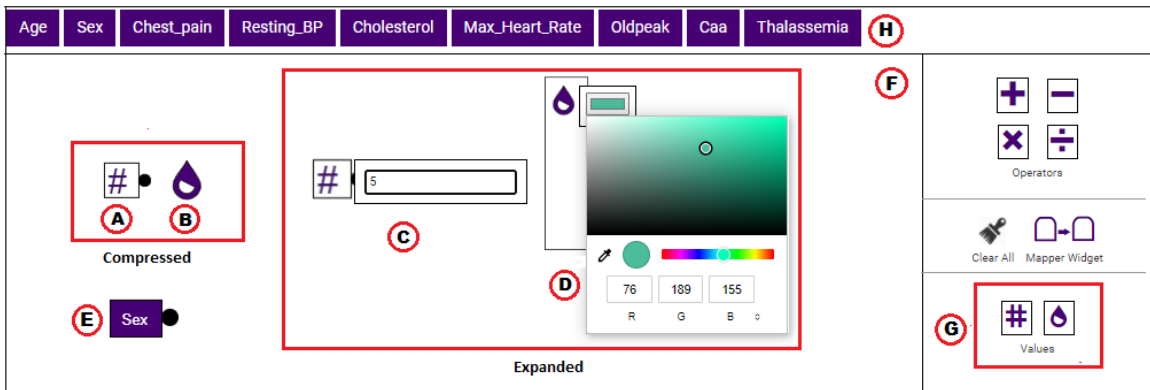 Age Sex Chest_pain Resting_BP Cholesterol Max_Heart_Rate Oldpeak Caa Thalassemia H
F
# A B
Compressed
E Sex
# 5
C
D
76 189 155
R G B
Expanded
Operators
Clear All Mapper Widget
G #
Values